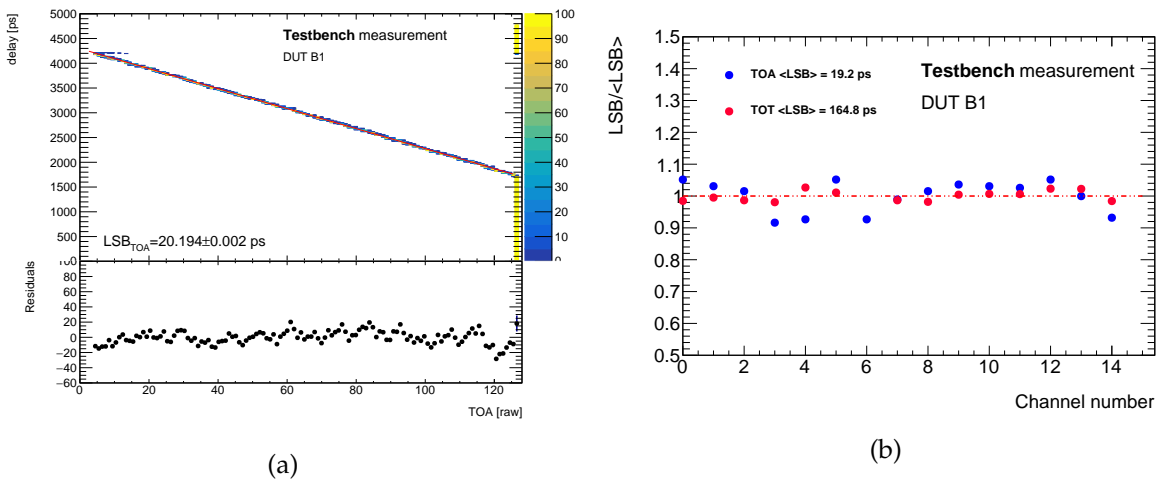 delay [ps]
5000
4500
4000
3500
3000
2500
2000
1500
1000
500
0
Testbench measurement
DUT B1
LSB_TOA=20.194±0.002 ps
100
90
80
70
60
50
40
30
20
10
0
Residuals
100
80
60
40
20
0
−20
−40
−60
0 20 40 60 80 100 120
TOA [raw]
(a)
LSB/<LSB>
1.5
1.4
1.3
1.2
1.1
1
0.9
0.8
0.7
0.6
0.5
TOA <LSB> = 19.2 ps
TOT <LSB> = 164.8 ps
Testbench measurement
DUT B1
0 2 4 6 8 10 12 14
Channel number
(b)